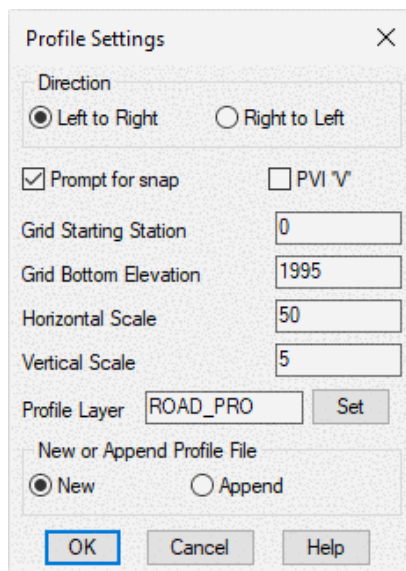 Profile Settings
Direction
Left to Right Right to Left
Prompt for snap PVI "V"
Grid Starting Station 0
Grid Bottom Elevation 1995
Horizontal Scale 50
Vertical Scale 5
Profile Layer ROAD_PRO Set
New or Append Profile File
New Append
OK Cancel Help